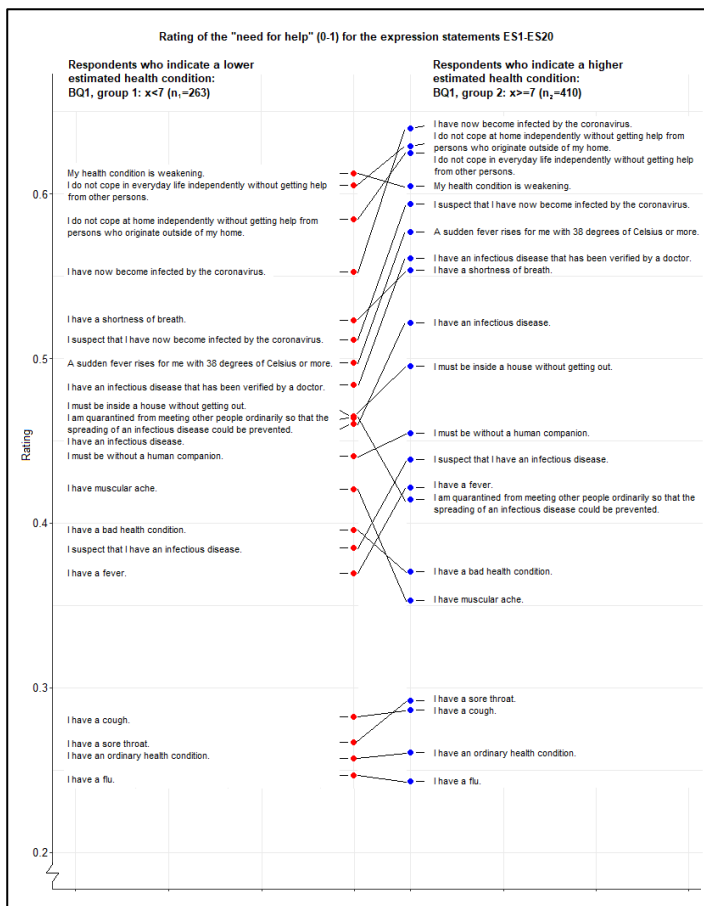 Rating of the "need for help" (0-1) for the expression statements ES1-ES20
Respondents who indicate a lower
estimated health condition:
BQ1, group 1: x<7 (n₁=263)
Respondents who indicate a higher
estimated health condition:
BQ1, group 2: x>=7 (n₂=410)
Rating
0.6
0.5
0.4
0.3
0.2
My health condition is weakening.
I do not cope in everyday life independently without getting help
from other persons.
I do not cope at home independently without getting help from
persons who originate outside of my home.
I have now become infected by the coronavirus.
I have a shortness of breath.
I suspect that I have now become infected by the coronavirus.
A sudden fever rises for me with 38 degrees of Celsius or more.
I have an infectious disease that has been verified by a doctor.
I must be inside a house without getting out.
I am quarantined from meeting other people ordinarily so that the
spreading of an infectious disease could be prevented.
I have an infectious disease.
I must be without a human companion.
I have muscular ache.
I have a bad health condition.
I suspect that I have an infectious disease.
I have a fever.
I have a cough.
I have a sore throat.
I have an ordinary health condition.
I have a flu.
I have now become infected by the coronavirus.
I do not cope at home independently without getting help from
persons who originate outside of my home.
I do not cope in everyday life independently without getting help
from other persons.
My health condition is weakening.
I suspect that I have now become infected by the coronavirus.
A sudden fever rises for me with 38 degrees of Celsius or more.
I have an infectious disease that has been verified by a doctor.
I have a shortness of breath.
I have an infectious disease.
I must be inside a house without getting out.
I must be without a human companion.
I suspect that I have an infectious disease.
I have a fever.
I am quarantined from meeting other people ordinarily so that the
spreading of an infectious disease could be prevented.
I have a bad health condition.
I have muscular ache.
I have a sore throat.
I have a cough.
I have an ordinary health condition.
I have a flu.